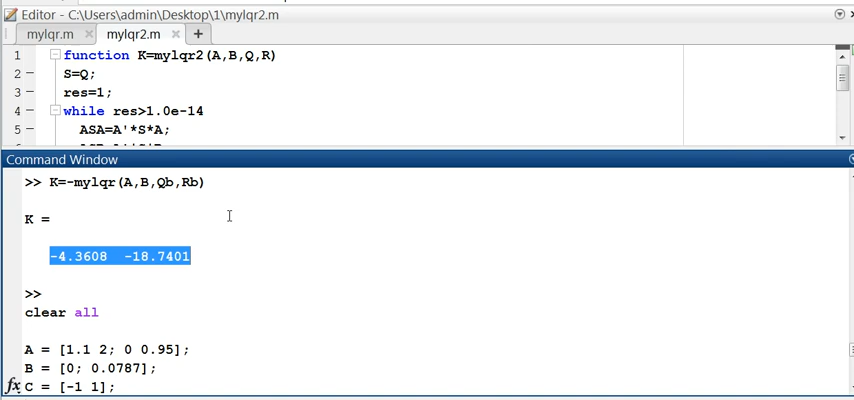 Editor - C:\Users\admin\Desktop\1\mylqr2.m
mylqr.m mylqr2.m
1 function K=mylqr2(A,B,Q,R)
2 S=Q;
3 res=1;
4 while res>1.0e-14
5 ASA=A'*S*A;
Command Window
>> K=-mylqr(A,B,Qb,Rb)
K =
-4.3608 -18.7401
>>
clear all
A = [1.1 2; 0 0.95];
B = [0; 0.0787];
fx C = [-1 1];